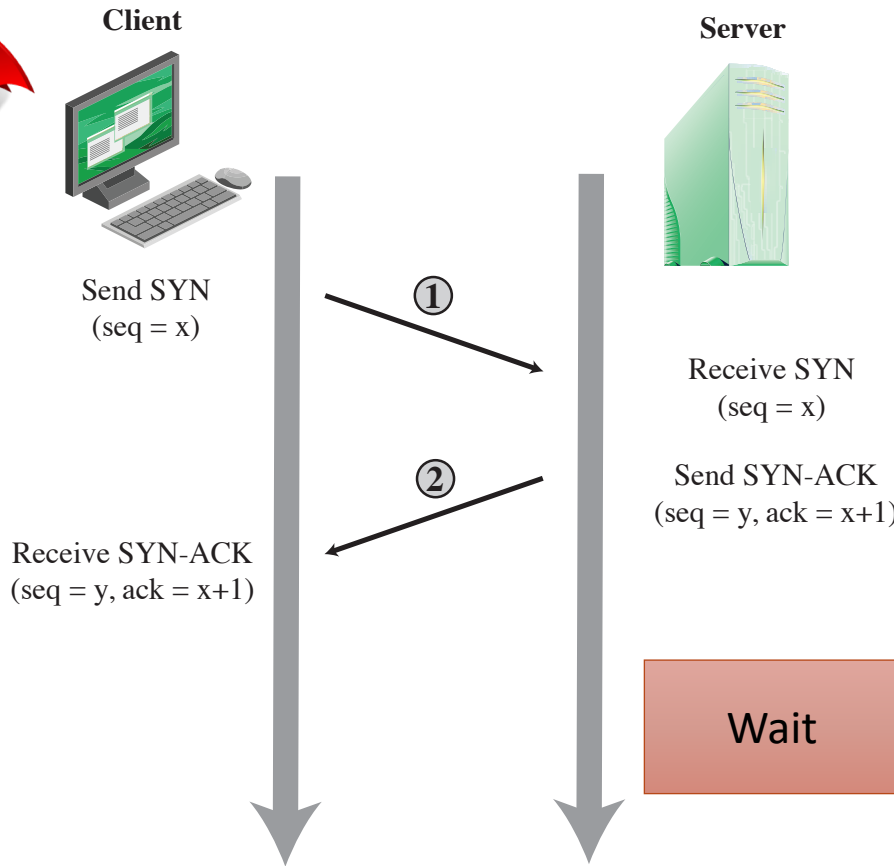 Client
Server
Send SYN
(seq = x)
1
Receive SYN
(seq = x)
2
Send SYN-ACK
(seq = y, ack = x+1)
Receive SYN-ACK
(seq = y, ack = x+1)
Wait